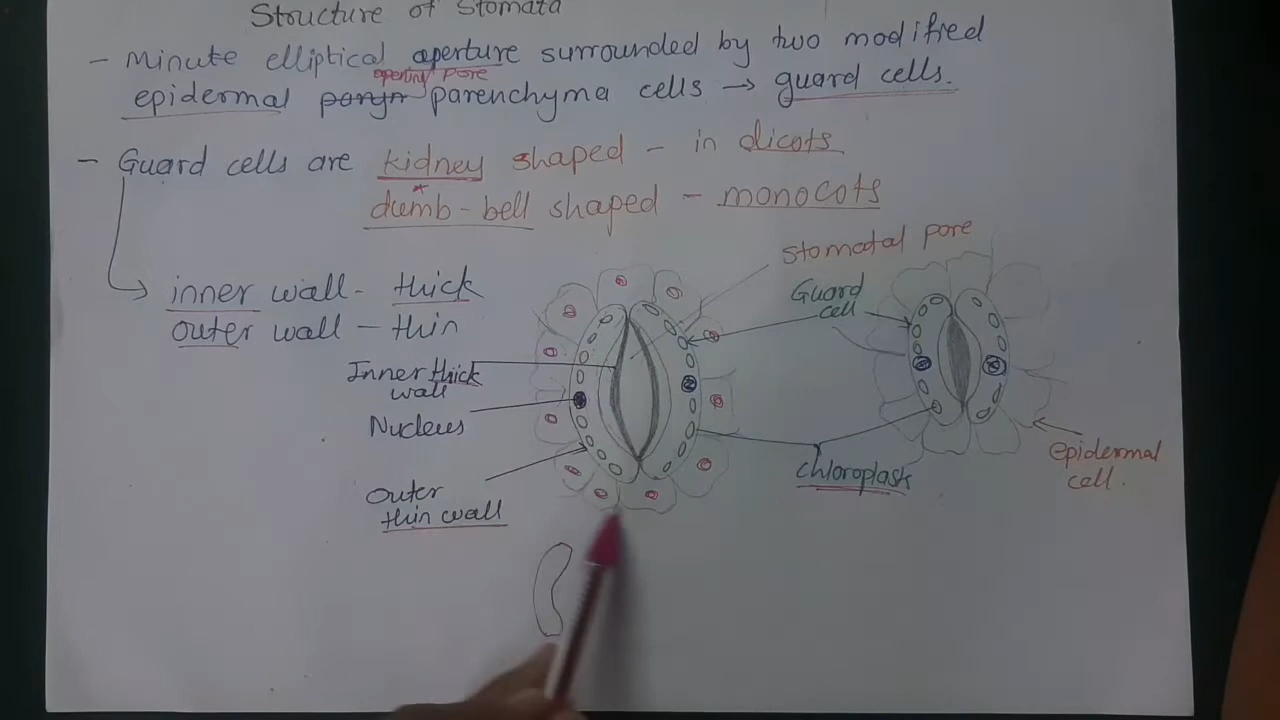 Structure of Stomata
- Minute elliptical aperture surrounded by two modified
opening pore
epidermal parenchyma cells → guard cells.
- Guard cells are kidney shaped - in dicots
dumb-bell shaped - monocots
stomatal pore
inner wall - thick
outer wall - thin
Guard
cell
Inner thick
wall
Nucleus
chloroplask
epidermal
cell.
Outer
thin wall